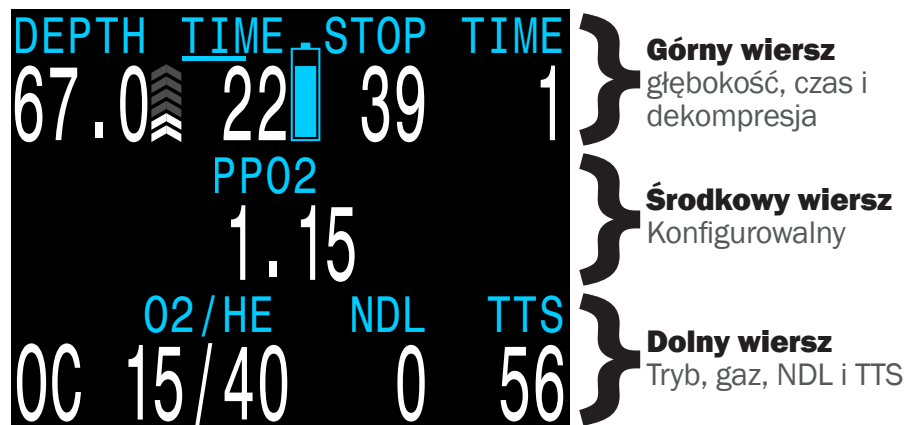 DEPTH TIME STOP TIME
67.0 22 39 1
PPO2
1.15
O2/HE NDL TTS
OC 15/40 0 56
Górny wiersz
głębokość, czas i
dekompresja
Środkowy wiersz
Konfigurowalny
Dolny wiersz
Tryb, gaz, NDL i TTS